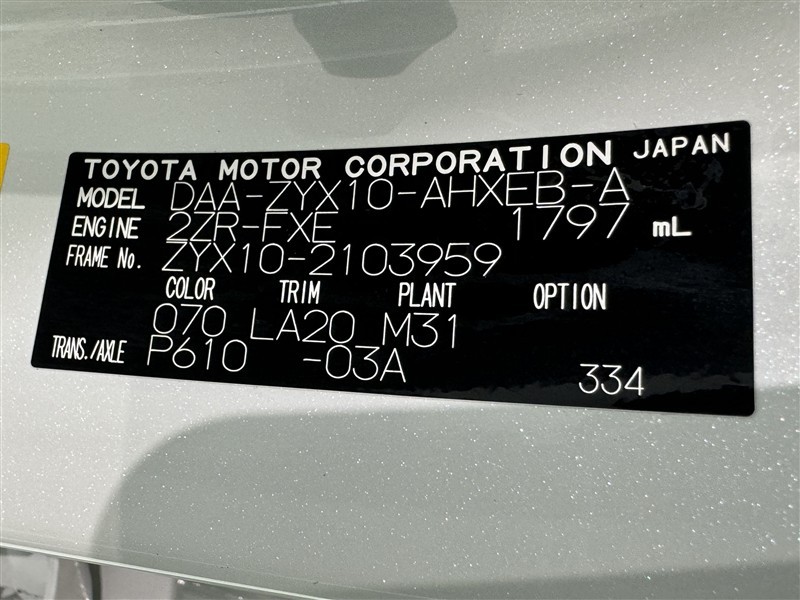 TOYOTA MOTOR CORPORATION JAPAN
MODEL DAA-ZYX10-AHXEB-A
ENGINE 2ZR-FXE 1797 mL
FRAME No. ZYX10-2103959
COLOR TRIM PLANT OPTION
070 LA20 M31
TRANS./AXLE P610 -03A 334